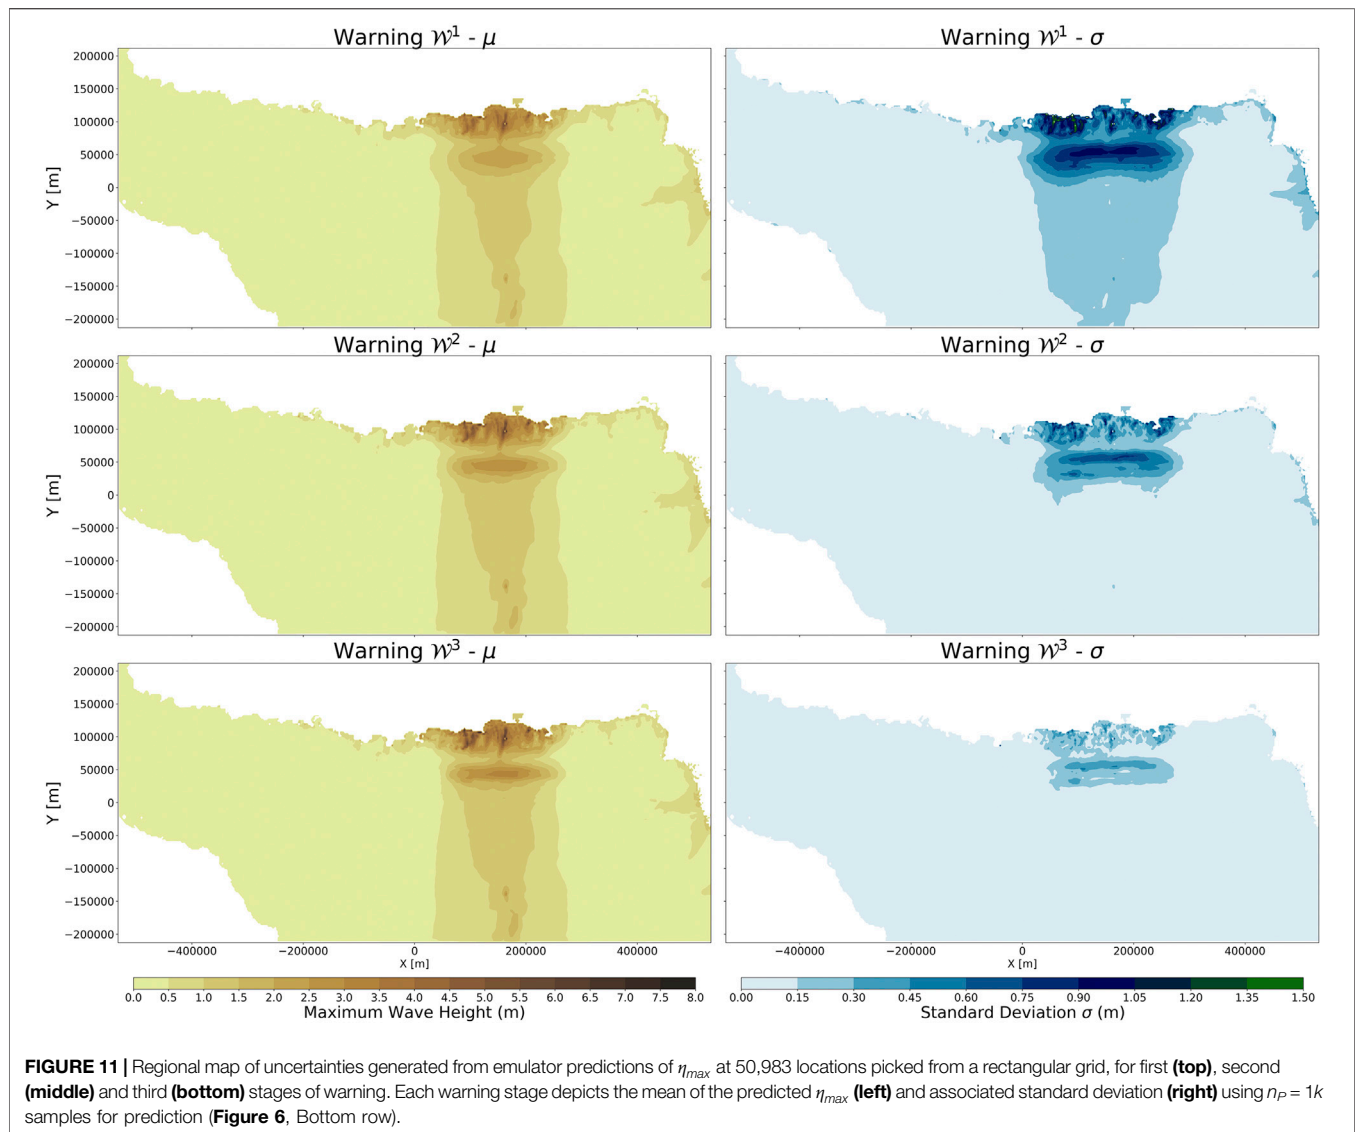 Warning 𝒲¹ - μ
Warning 𝒲¹ - σ
200000
150000
100000
50000
0
−50000
−100000
−150000
−200000
Y [m]
Warning 𝒲² - μ
Warning 𝒲² - σ
200000
150000
100000
50000
0
−50000
−100000
−150000
−200000
Y [m]
Warning 𝒲³ - μ
Warning 𝒲³ - σ
200000
150000
100000
50000
0
−50000
−100000
−150000
−200000
Y [m]
−400000 −200000 0 200000 400000
X [m]
−400000 −200000 0 200000 400000
X [m]
0.0 0.5 1.0 1.5 2.0 2.5 3.0 3.5 4.0 4.5 5.0 5.5 6.0 6.5 7.0 7.5 8.0
Maximum Wave Height (m)
0.00 0.15 0.30 0.45 0.60 0.75 0.90 1.05 1.20 1.35 1.50
Standard Deviation σ (m)
FIGURE 11 | Regional map of uncertainties generated from emulator predictions of ηmax at 50,983 locations picked from a rectangular grid, for first (top), second
(middle) and third (bottom) stages of warning. Each warning stage depicts the mean of the predicted ηmax (left) and associated standard deviation (right) using nP = 1k
samples for prediction (Figure 6, Bottom row).